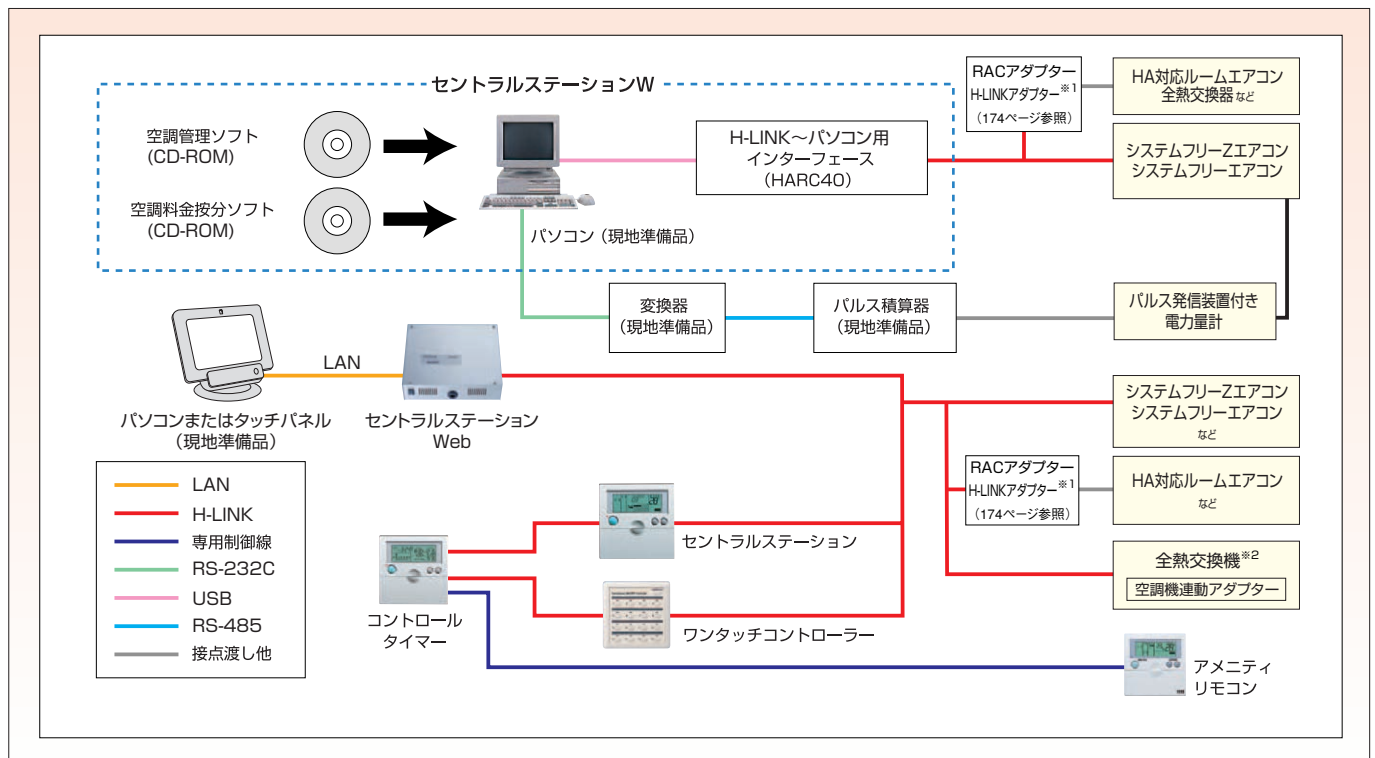 セントラルステーションW
空調管理ソフト
(CD-ROM)
空調料金按分ソフト
(CD-ROM)
パソコン（現地準備品）
H-LINK～パソコン用
インターフェース
(HARC40)
RACアダプター
H-LINKアダプター※1
（174ページ参照）
HA対応ルームエアコン
全熱交換器など
システムフリーZエアコン
システムフリーエアコン
変換器
（現地準備品）
パルス積算器
（現地準備品）
パルス発信装置付き
電力量計
LAN
パソコンまたはタッチパネル
（現地準備品）
セントラルステーション
Web
システムフリーZエアコン
システムフリーエアコン
など
RACアダプター
H-LINKアダプター※1
（174ページ参照）
HA対応ルームエアコン
など
全熱交換機※2
空調機連動アダプター
LAN
H-LINK
専用制御線
RS-232C
USB
RS-485
接点渡し他
コントロール
タイマー
セントラルステーション
ワンタッチコントローラー
アメニティ
リモコン